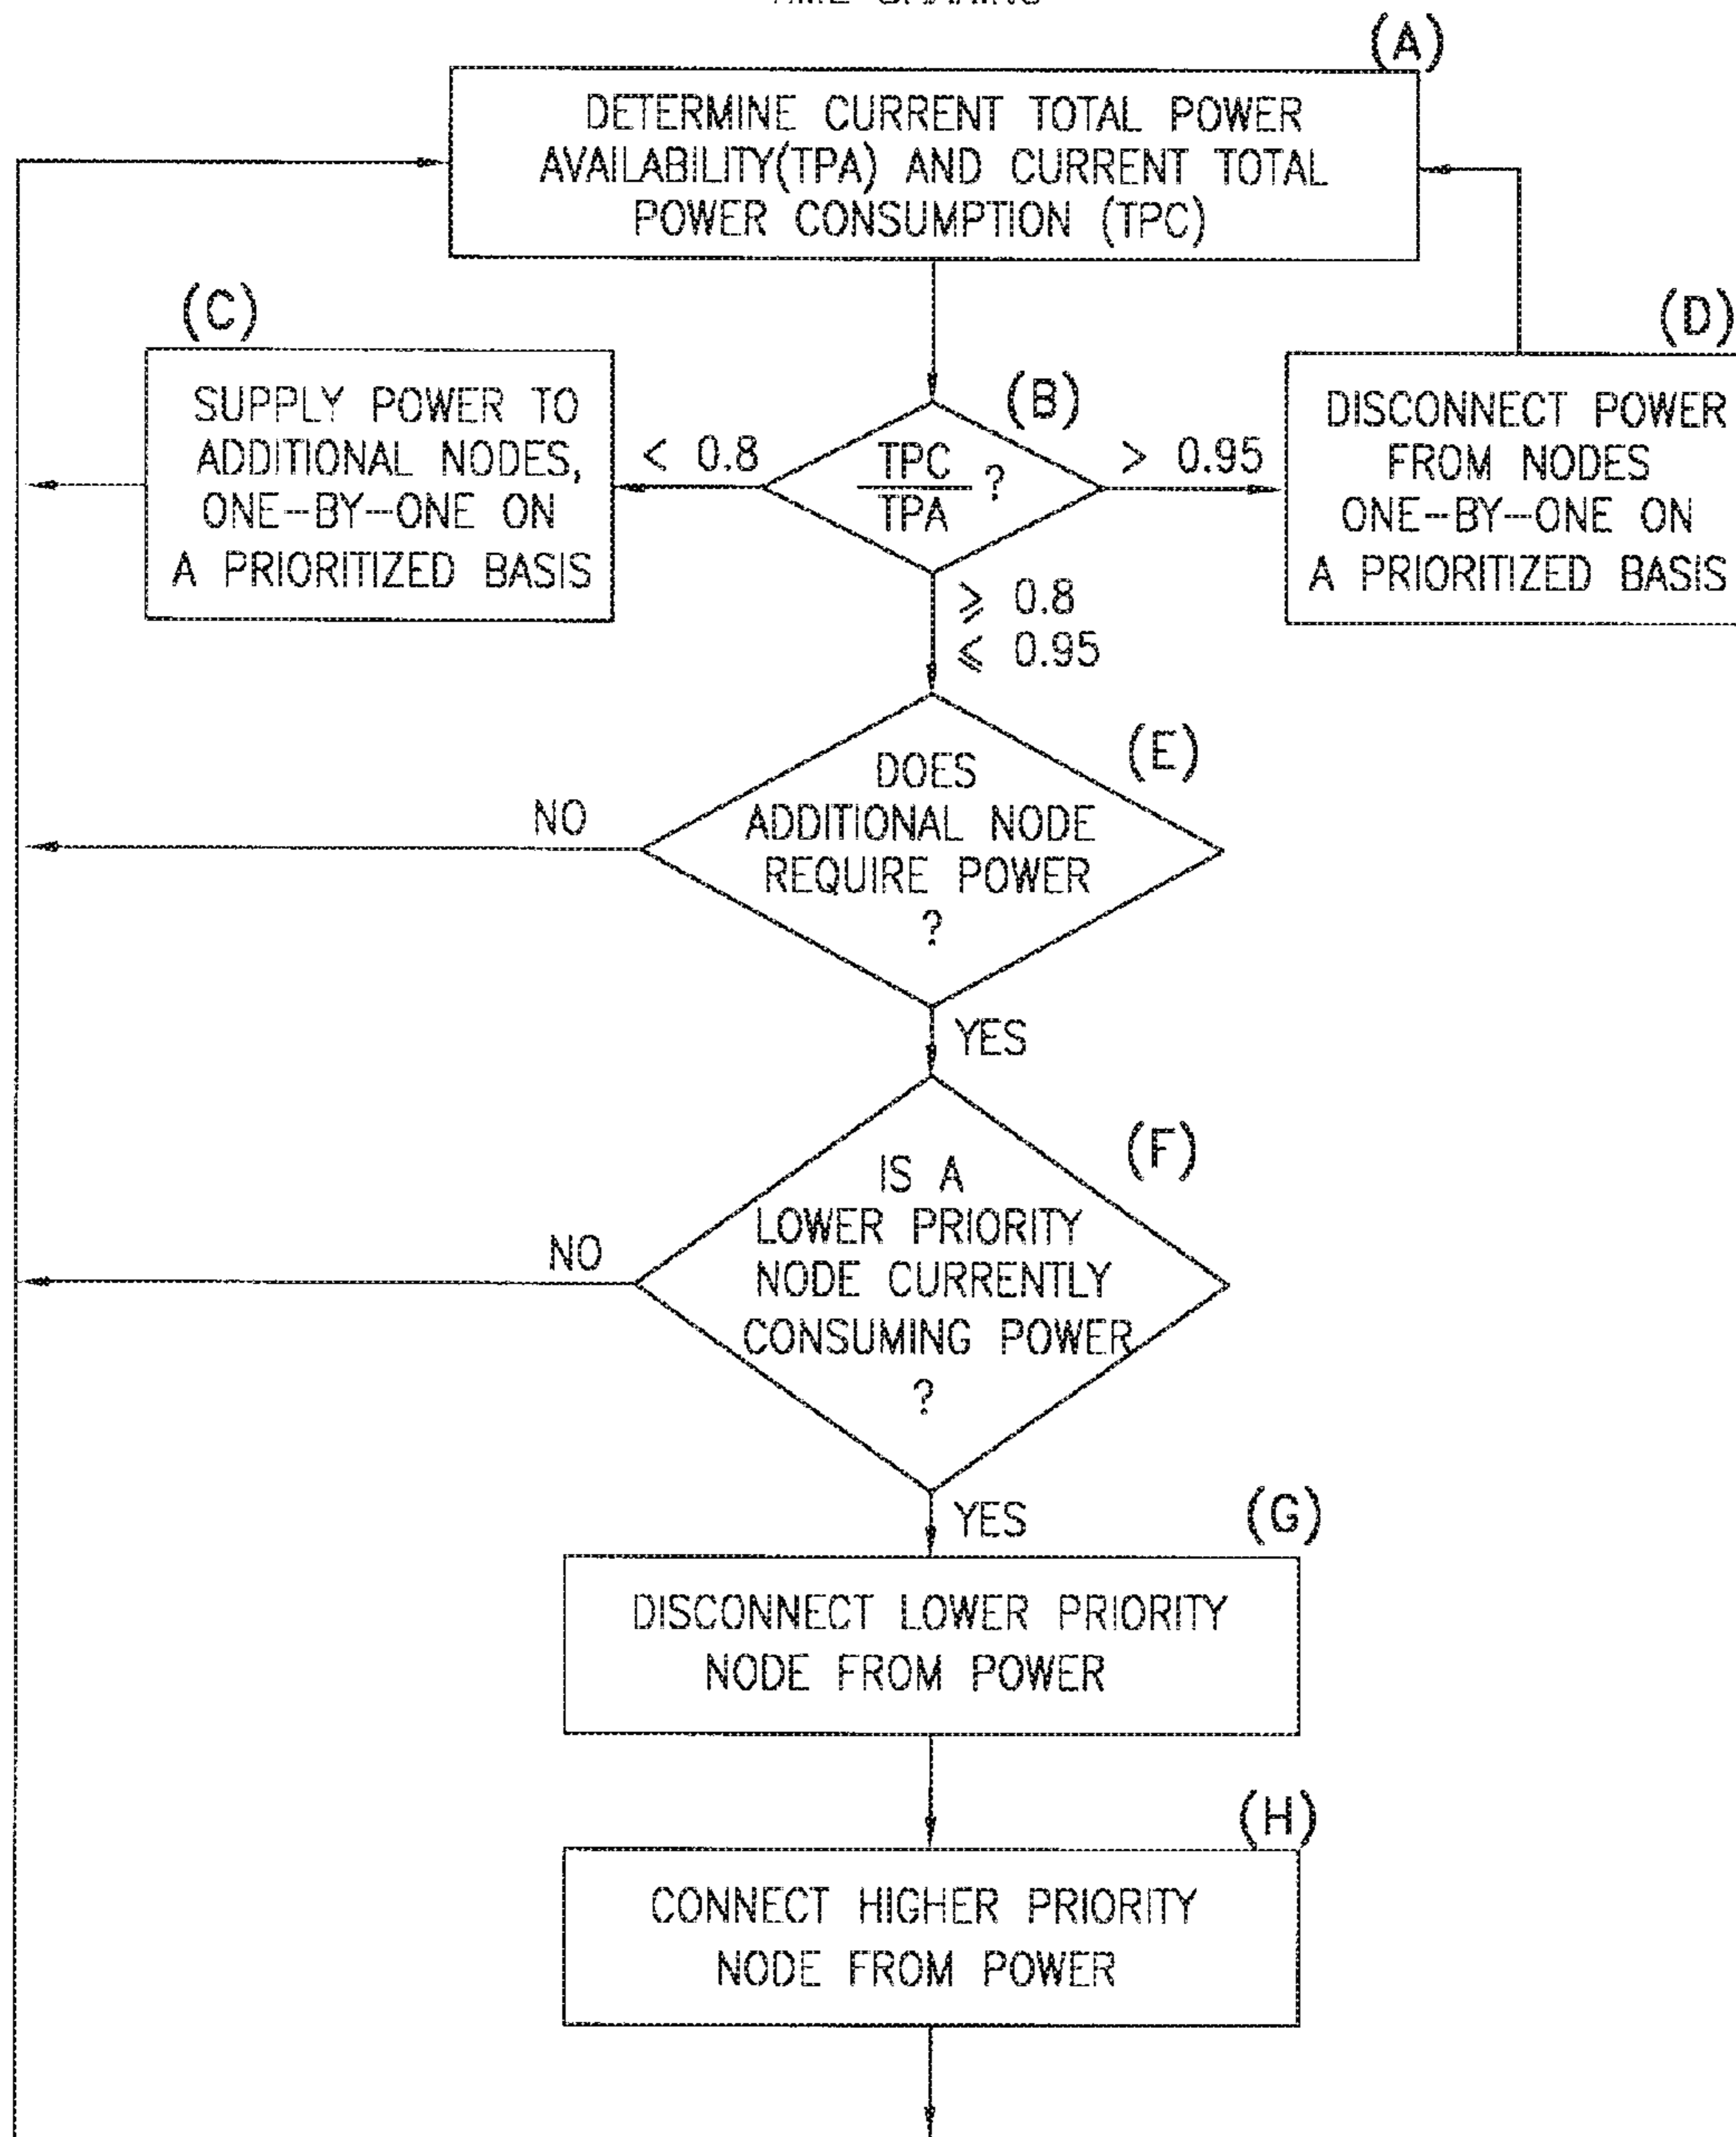 (A)
DETERMINE CURRENT TOTAL POWER
AVAILABILITY(TPA) AND CURRENT TOTAL
POWER CONSUMPTION (TPC)
(C)
SUPPLY POWER TO
ADDITIONAL NODES,
ONE--BY--ONE ON
A PRIORITIZED BASIS
< 0.8
(B)
TPC
TPA
?
> 0.95
(D)
DISCONNECT POWER
FROM NODES
ONE--BY--ONE ON
A PRIORITIZED BASIS
⩾ 0.8
⩽ 0.95
(E)
DOES
ADDITIONAL NODE
REQUIRE POWER
?
NO
YES
(F)
IS A
LOWER PRIORITY
NODE CURRENTLY
CONSUMING POWER
?
NO
YES
(G)
DISCONNECT LOWER PRIORITY
NODE FROM POWER
(H)
CONNECT HIGHER PRIORITY
NODE FROM POWER